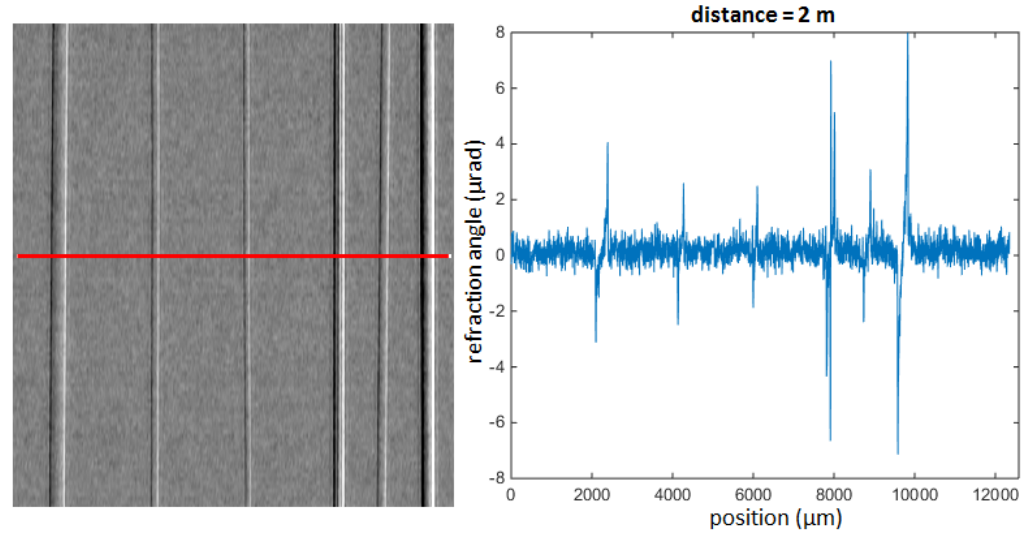 distance = 2 m
refraction angle (µrad)
8
6
4
2
0
-2
-4
-6
-8
0 2000 4000 6000 8000 10000 12000
position (µm)